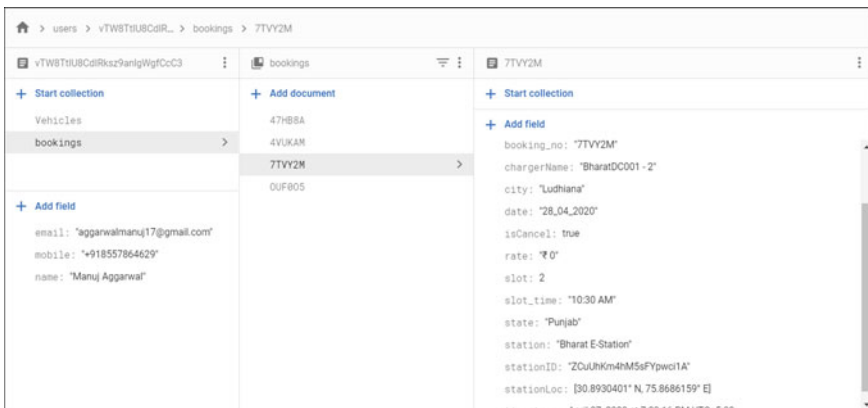 users > vTW8TtlU8CdlR... > bookings > 7TVY2M
vTW8TtlU8CdlRksz9anlgWgfCcC3
+ Start collection
Vehicles
bookings
+ Add field
email: "aggarwalmanuj17@gmail.com"
mobile: "+918557864629"
name: "Manuj Aggarwal"
bookings
+ Add document
47HB8A
4VUKAM
7TVY2M
OUF805
7TVY2M
+ Start collection
+ Add field
booking_no: "7TVY2M"
chargerName: "BharatDC001 - 2"
city: "Ludhiana"
date: "28_04_2020"
isCancel: true
rate: "₹ 0"
slot: 2
slot_time: "10:30 AM"
state: "Punjab"
station: "Bharat E-Station"
stationID: "ZCuUhKm4hM5sFYpwci1A"
stationLoc: [30.8930401° N, 75.8686159° E]